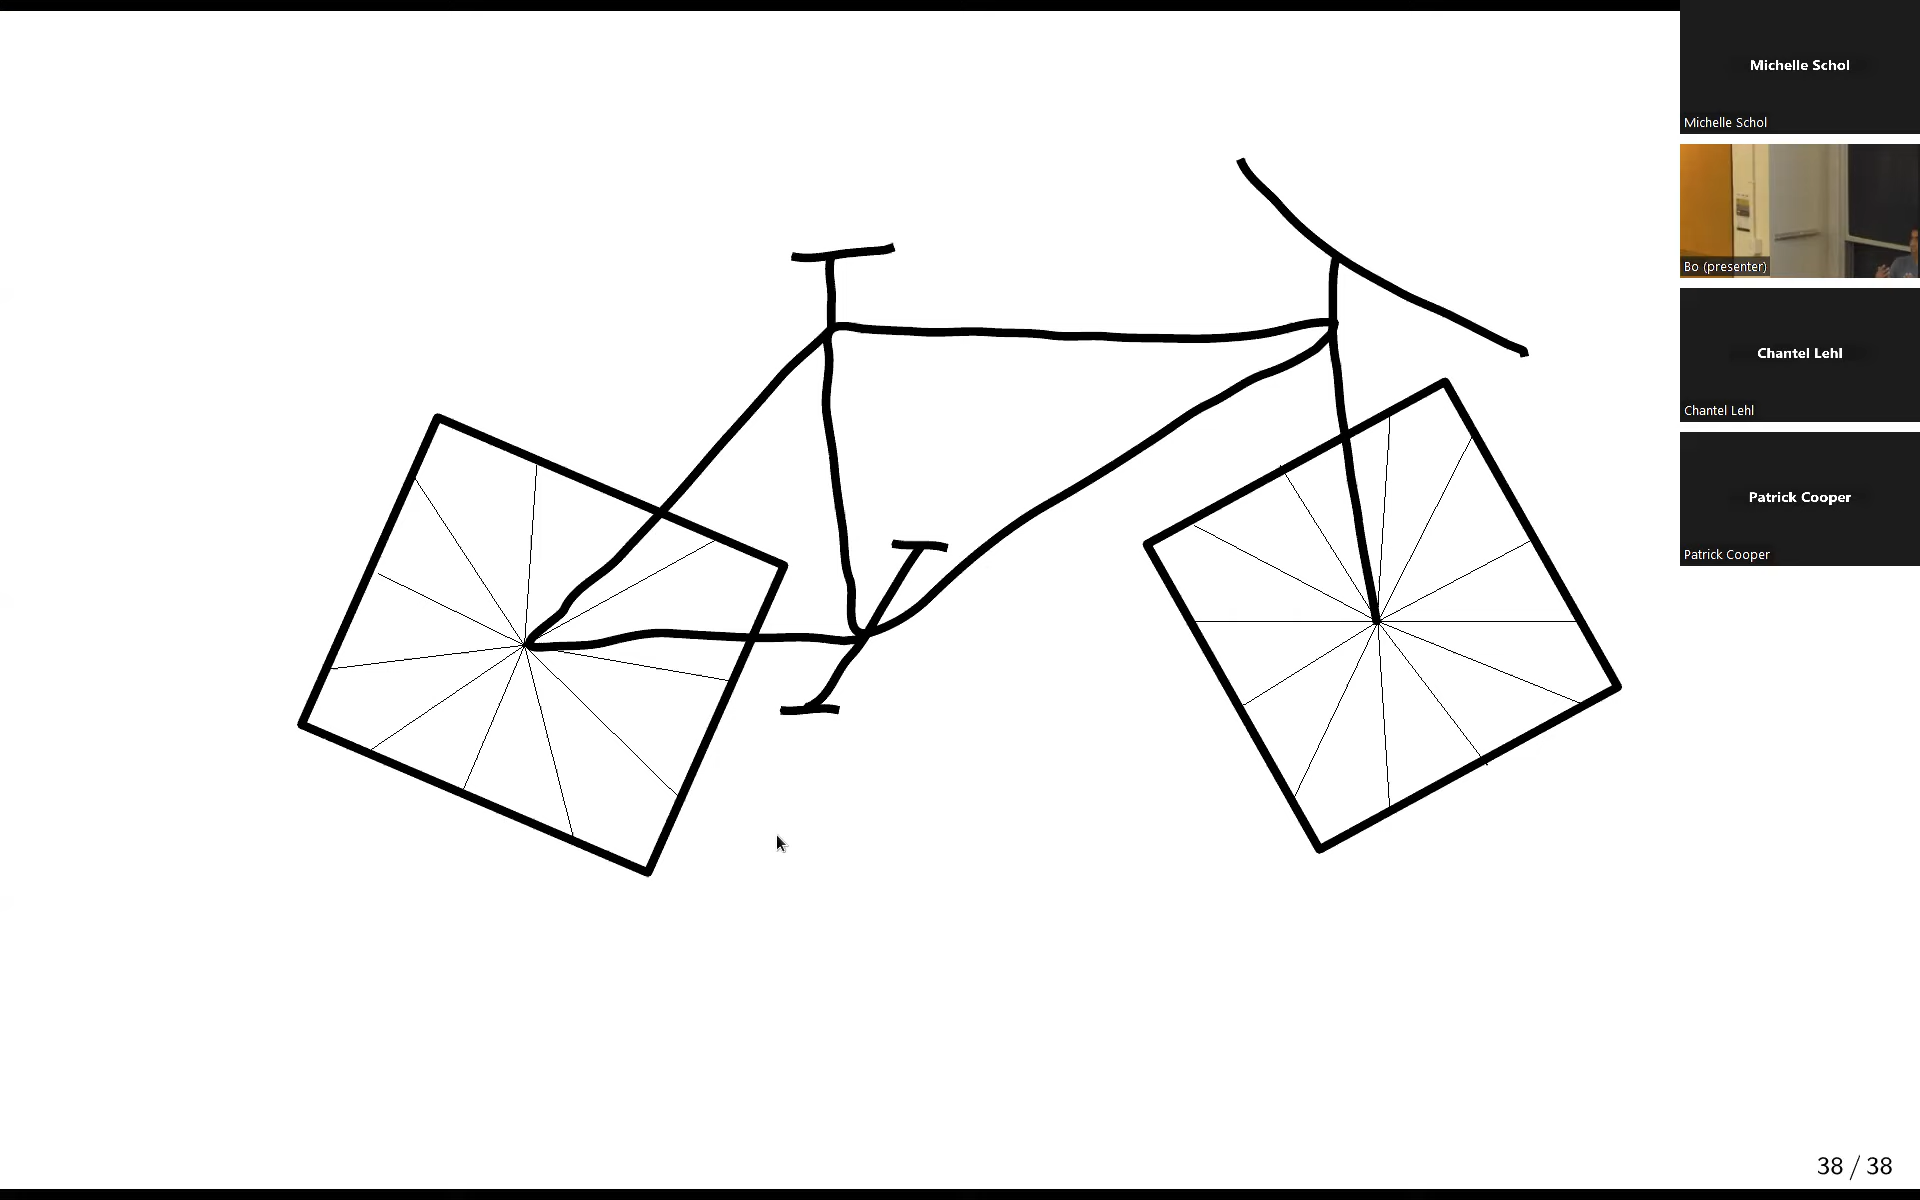 Michelle Schol
Michelle Schol
Bo (presenter)
Chantel Lehl
Chantel Lehl
Patrick Cooper
Patrick Cooper
38 / 38